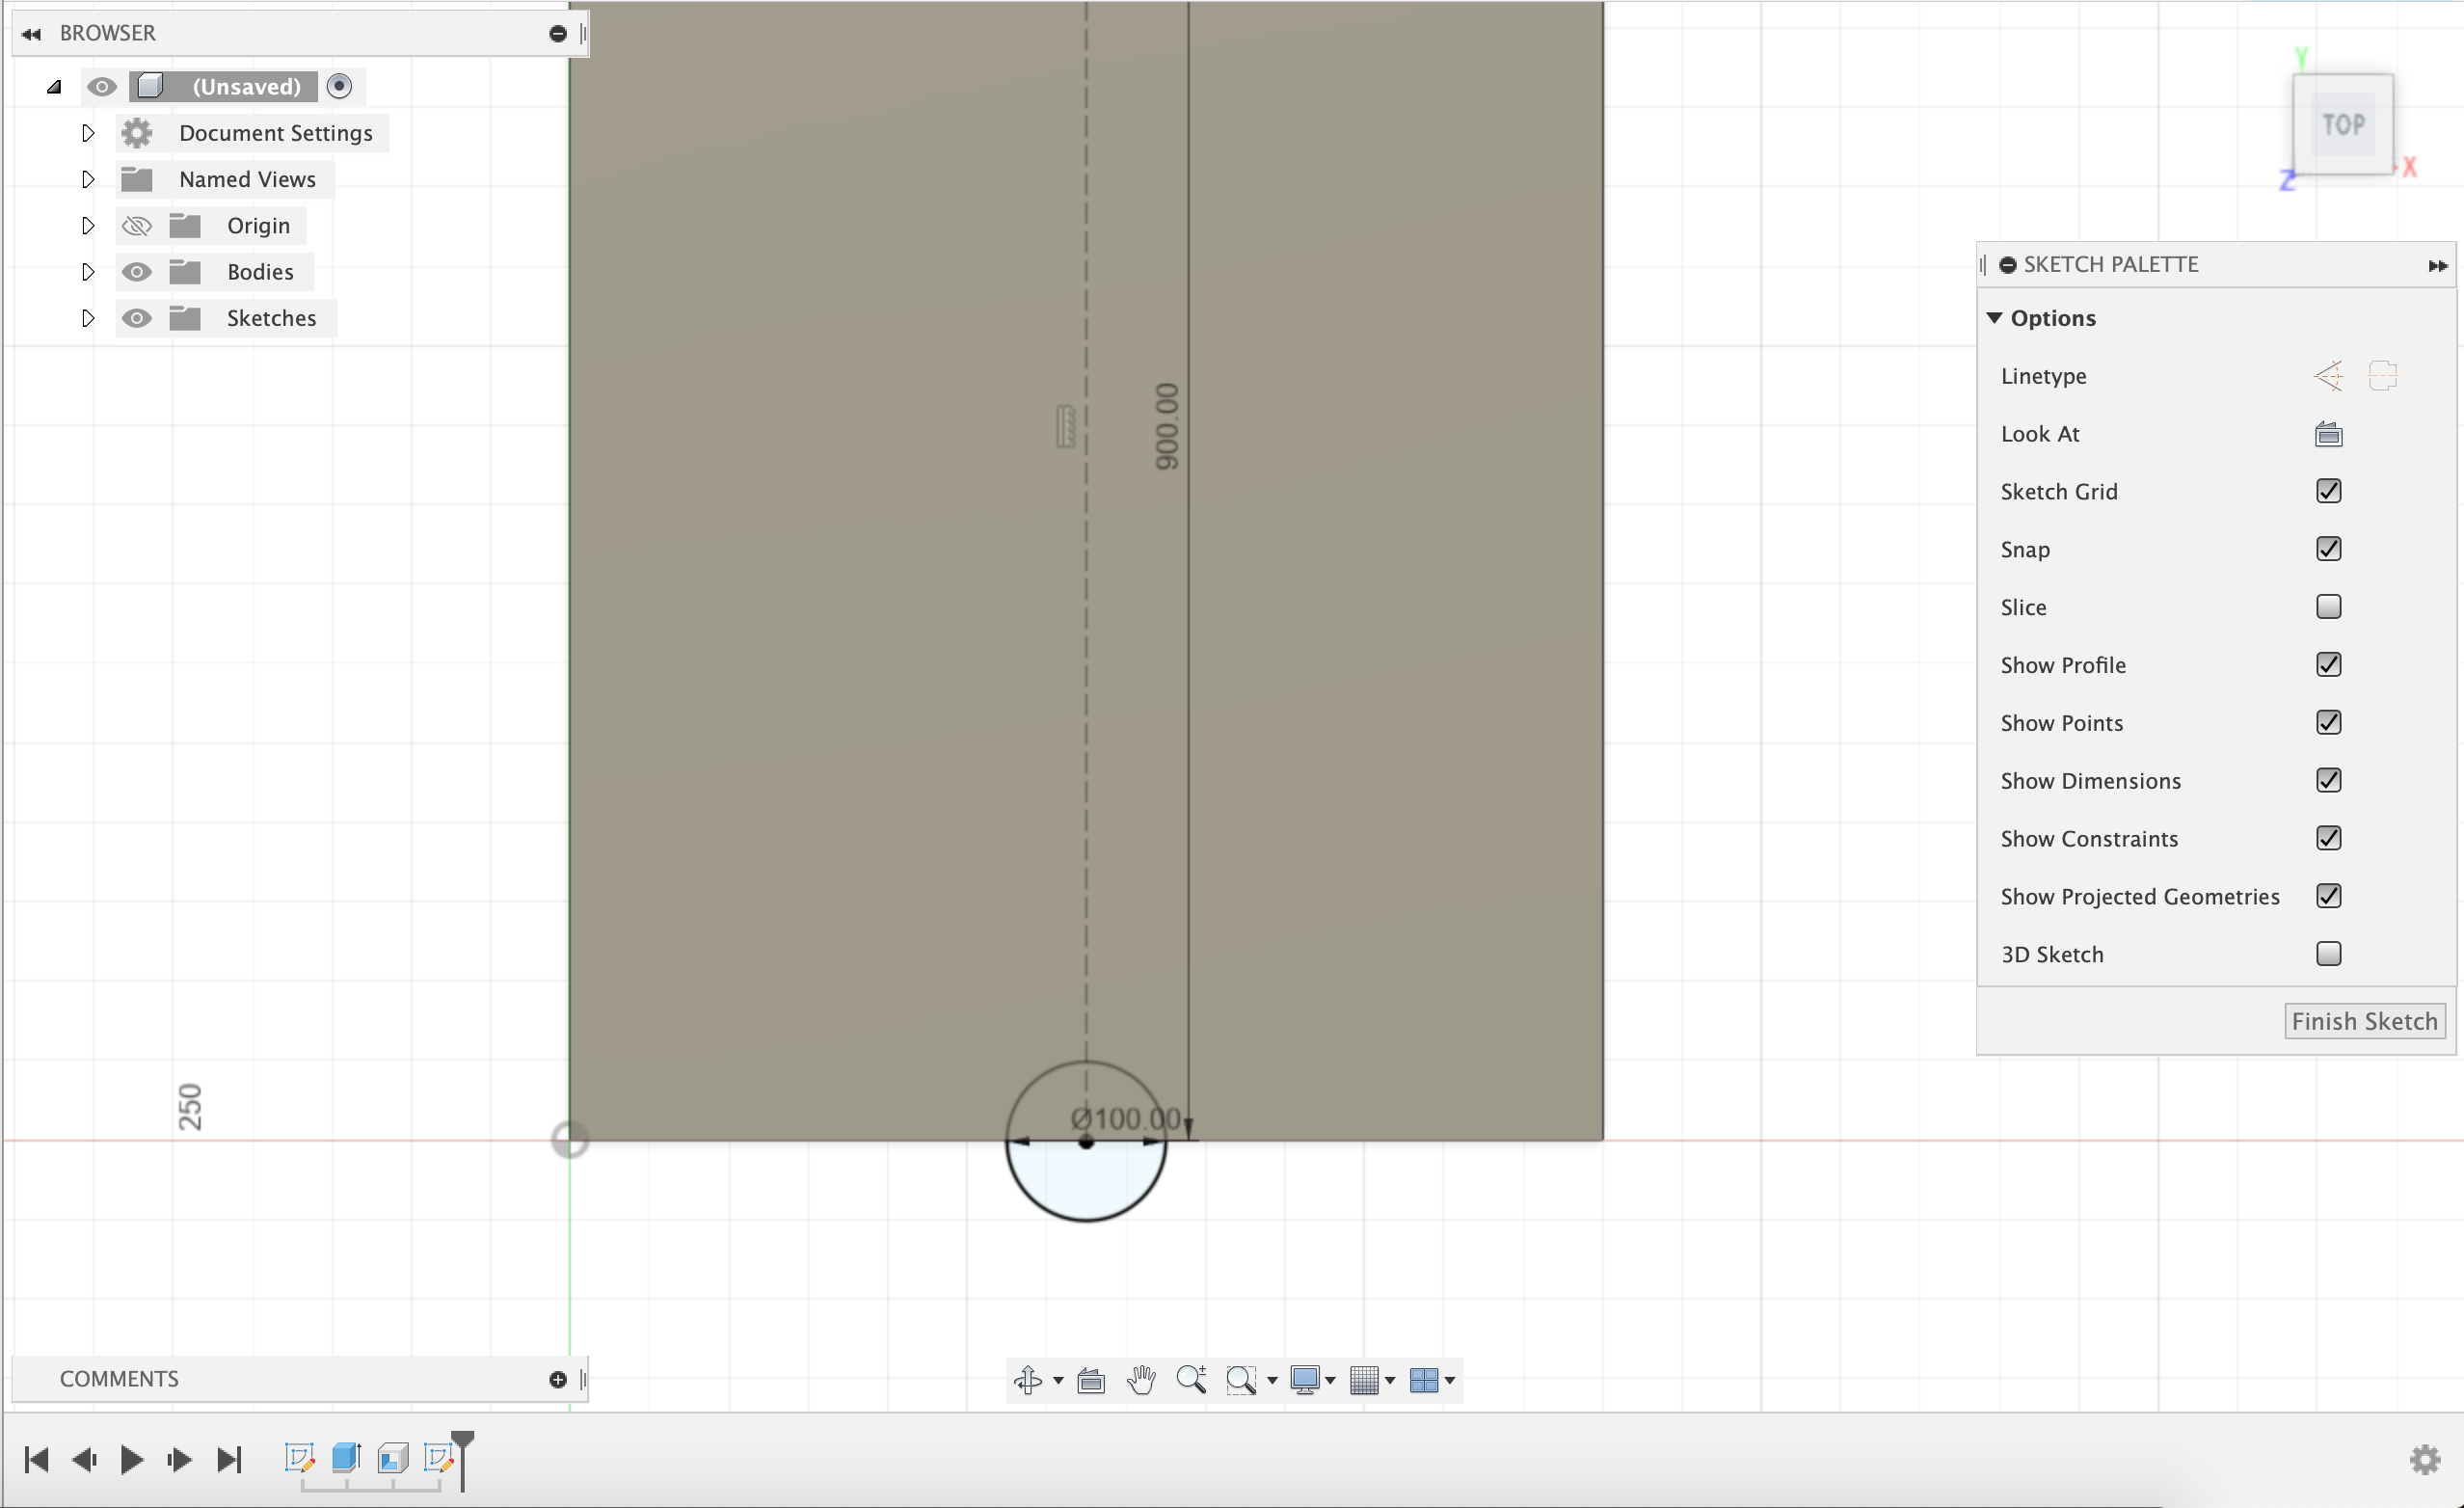 BROWSER
(Unsaved)
Document Settings
Named Views
Origin
Bodies
Sketches
Y
TOP
X
Z
SKETCH PALETTE
Options
Linetype
Look At
Sketch Grid
Snap
Slice
Show Profile
Show Points
Show Dimensions
Show Constraints
Show Projected Geometries
3D Sketch
Finish Sketch
900.00
250
Ø100.00
COMMENTS